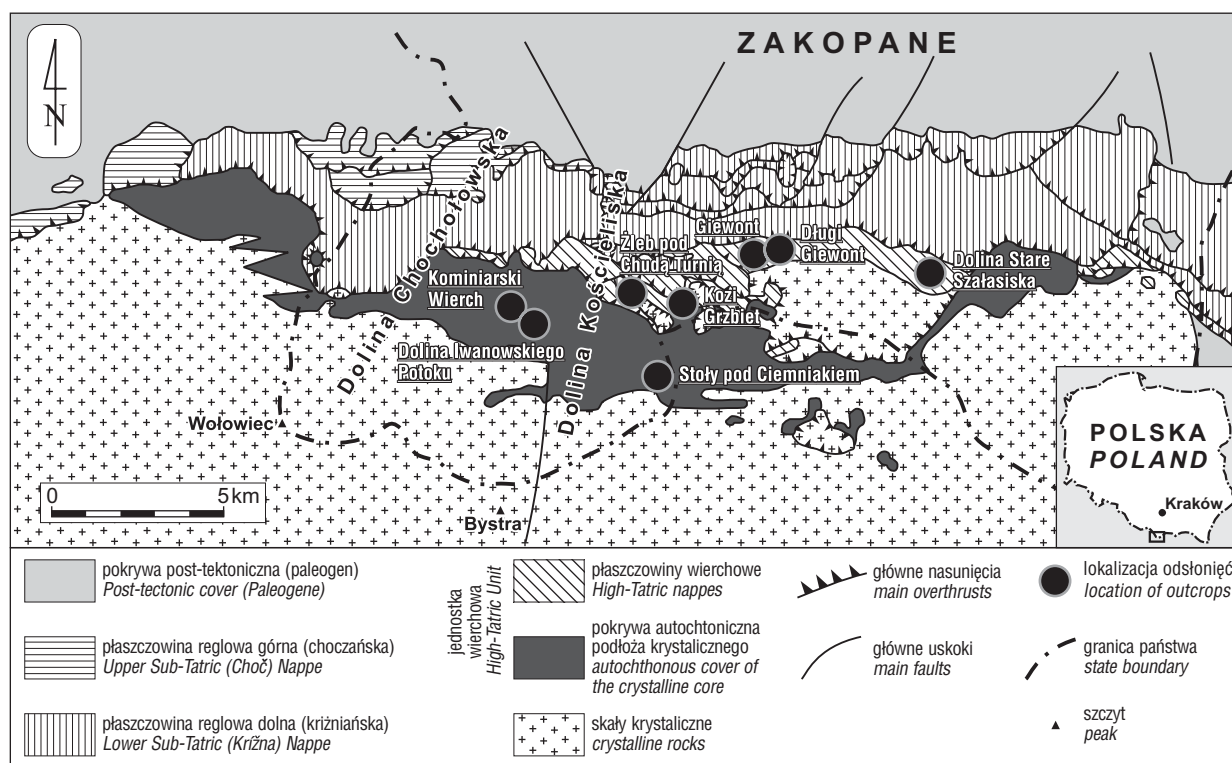 ZAKOPANE
N
Dolina Chochołowska
Dolina Kościeliska
Giewont
Długi
Giewont
Żleb pod
Chudą Turnią
Dolina Stare
Szałasiska
Kominiarski
Wierch
Kozi
Grzbiet
Dolina Iwanowskiego
Potoku
Stoły pod Ciemniakiem
Wołowiec
Bystra
0 5 km
POLSKA
POLAND
Kraków
pokrywa post-tektoniczna (paleogen)
Post-tectonic cover (Paleogene)
płaszczowina reglowa górna (choczańska)
Upper Sub-Tatric (Choč) Nappe
płaszczowina reglowa dolna (kriżniańska)
Lower Sub-Tatric (Krížna) Nappe
jednostka
wierchowa
High-Tatric Unit
płaszczowiny wierchowe
High-Tatric nappes
pokrywa autochtoniczna
podłoża krystalicznego
autochthonous cover of
the crystalline core
skały krystaliczne
crystalline rocks
główne nasunięcia
main overthrusts
główne uskoki
main faults
lokalizacja odsłonięć
location of outcrops
granica państwa
state boundary
szczyt
peak